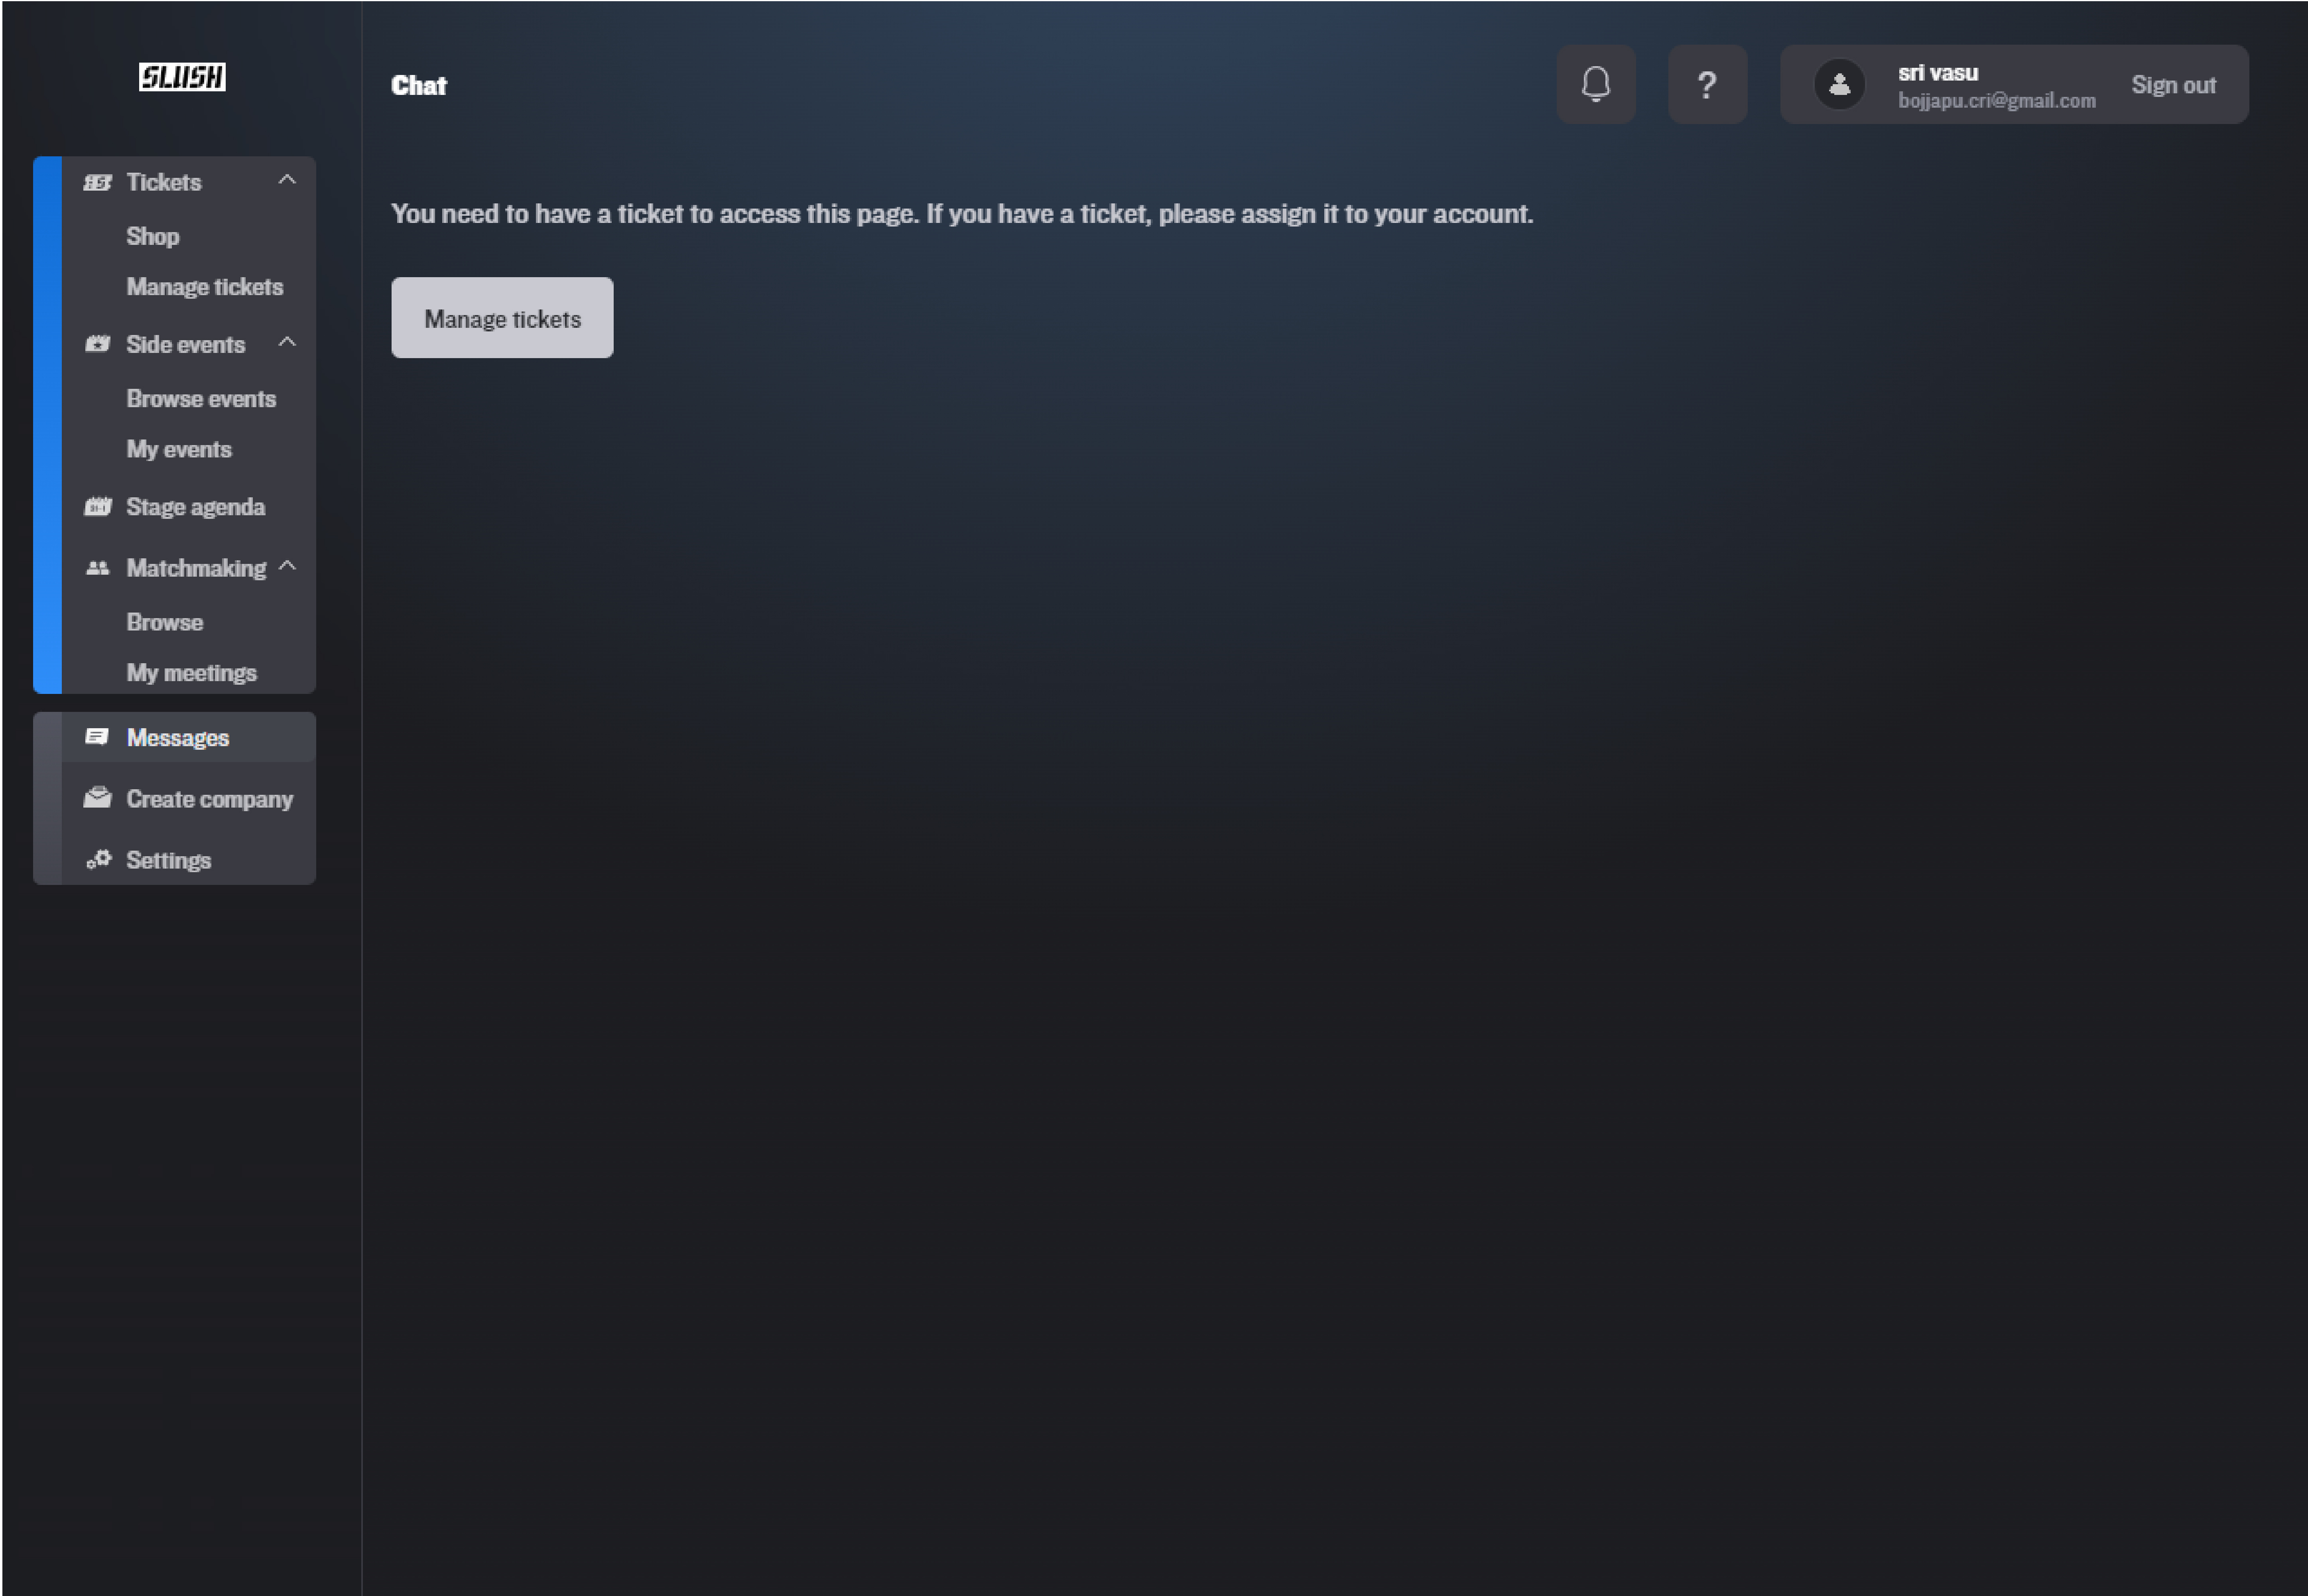 SLUSH
Chat
?
sri vasu
bojjapu.cri@gmail.com
Sign out
Tickets
Shop
Manage tickets
Side events
Browse events
My events
Stage agenda
Matchmaking
Browse
My meetings
Messages
Create company
Settings
You need to have a ticket to access this page. If you have a ticket, please assign it to your account.
Manage tickets